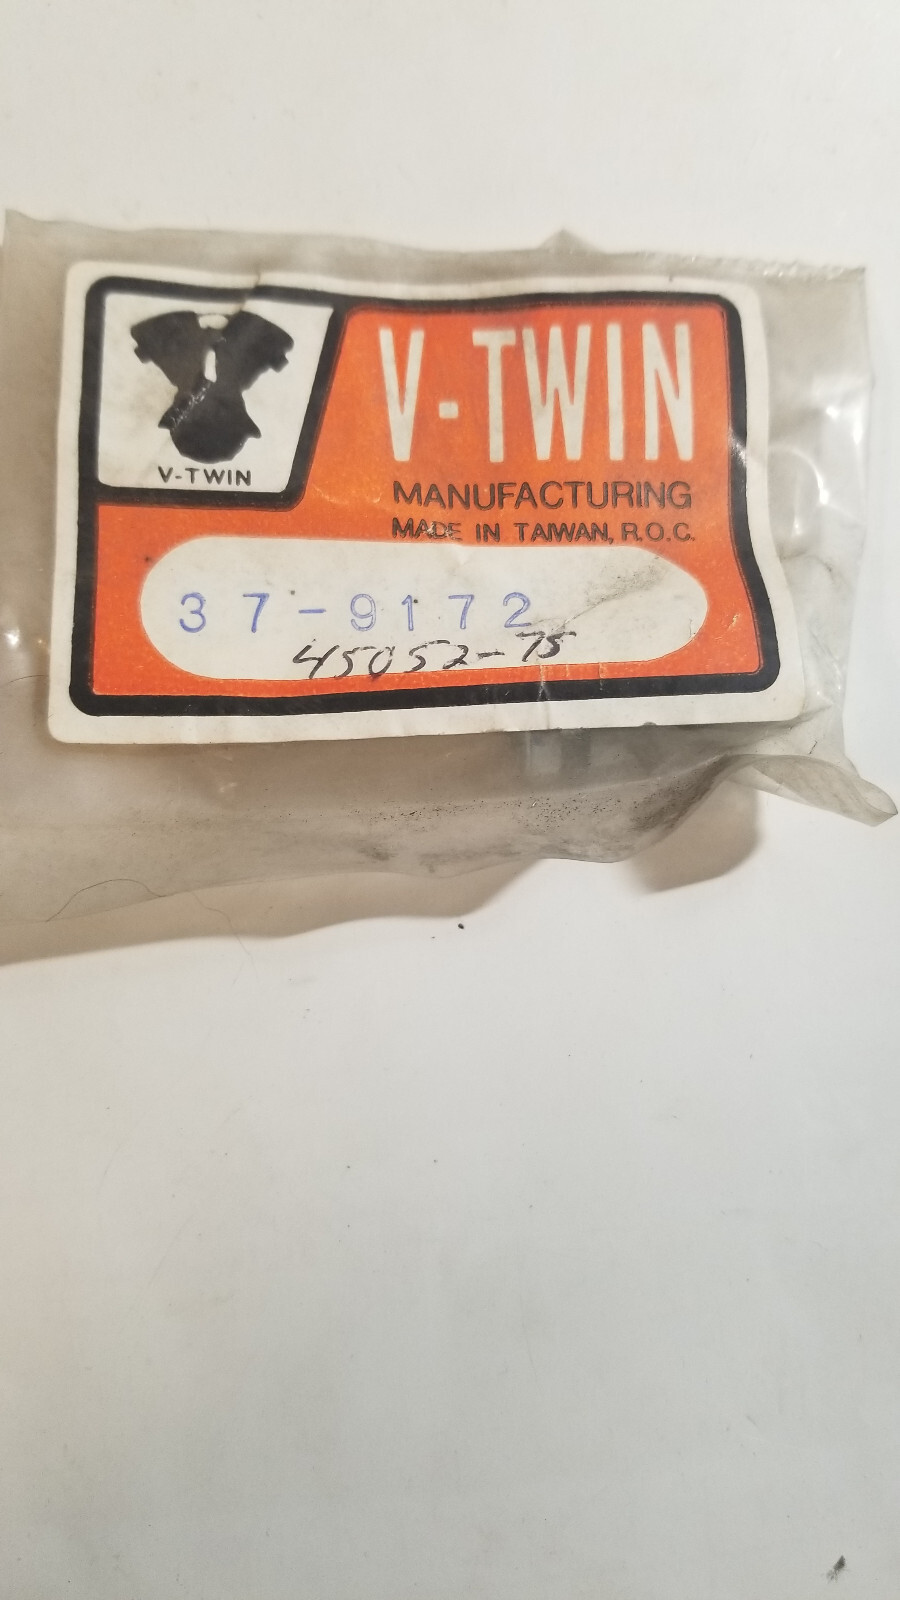 V-TWIN
V-TWIN
MANUFACTURING
MADE IN TAIWAN, R.O.C.
37-9172
45052-75